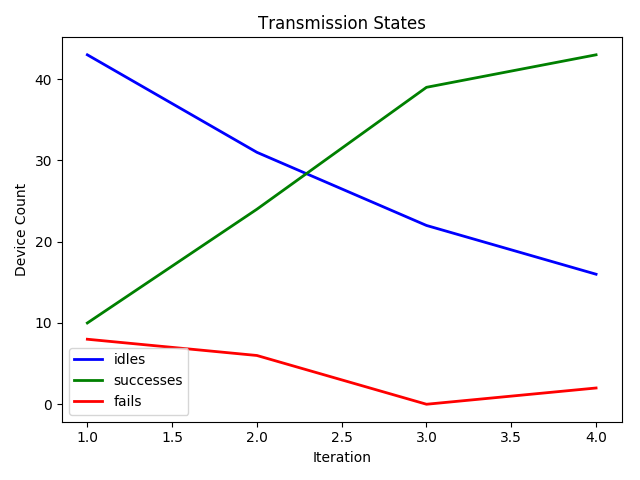 Transmission States
Device Count
40
30
20
10
0
idles
successes
fails
1.0 1.5 2.0 2.5 3.0 3.5 4.0
Iteration